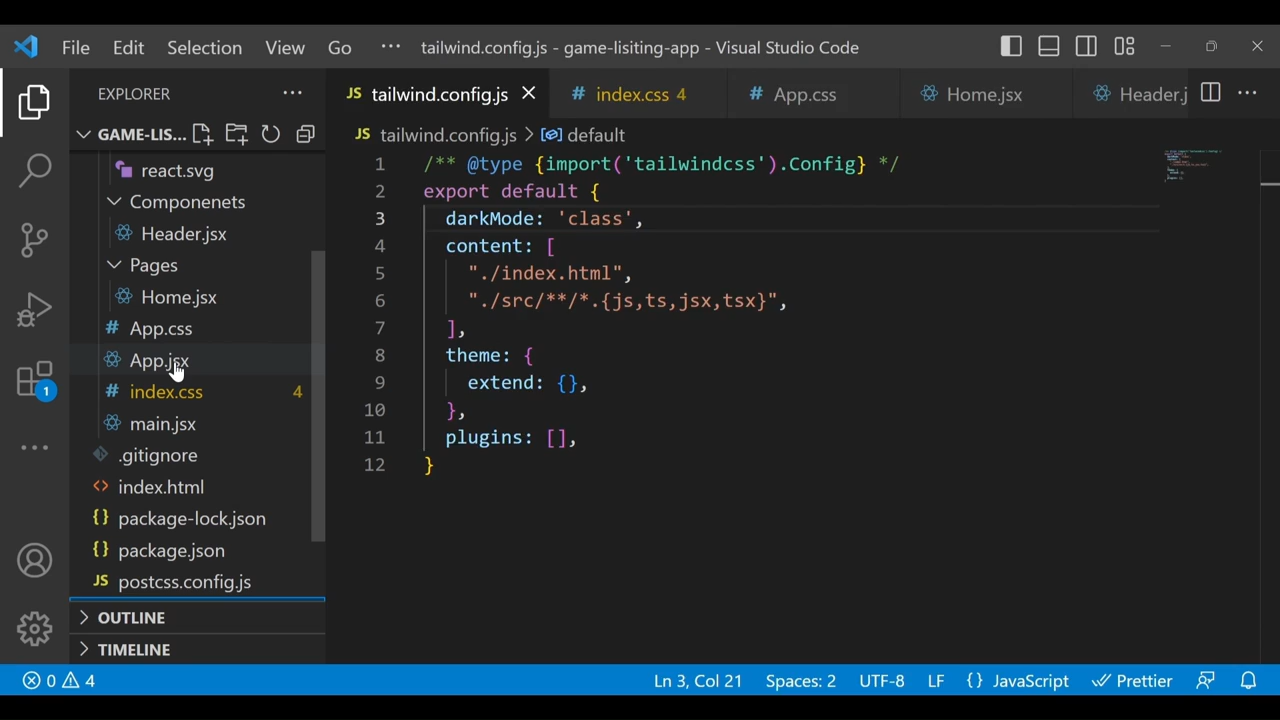 File Edit Selection View Go ··· tailwind.config.js - game-lisiting-app - Visual Studio Code
EXPLORER ···
JS tailwind.config.js
# index.css 4
# App.css
Home.jsx
Header.j
···
GAME-LIS...
JS tailwind.config.js > default
react.svg
Componenets
Header.jsx
Pages
Home.jsx
# App.css
App.jsx
# index.css 4
main.jsx
.gitignore
<> index.html
{} package-lock.json
{} package.json
JS postcss.config.js
OUTLINE
TIMELINE
1
···
1 /** @type {import('tailwindcss').Config} */
2 export default {
3 darkMode: 'class',
4 content: [
5 "./index.html",
6 "./src/**/*.{js,ts,jsx,tsx}",
7 ],
8 theme: {
9 extend: {},
10 },
11 plugins: [],
12 }
0 4 Ln 3, Col 21 Spaces: 2 UTF-8 LF {} JavaScript Prettier